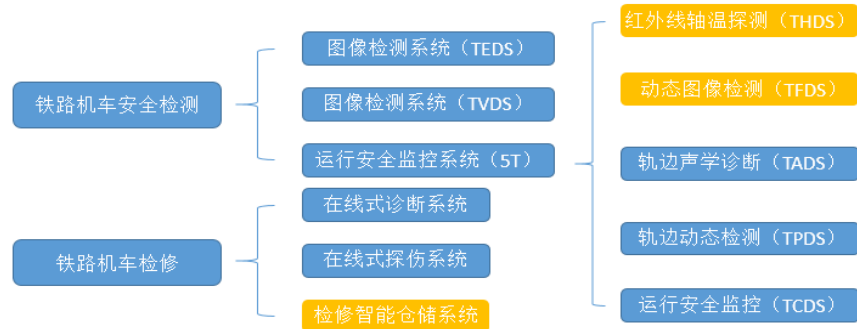 铁路机车安全检测
图像检测系统（TEDS）
图像检测系统（TVDS）
运行安全监控系统（5T）
红外线轴温探测（THDS）
动态图像检测（TFDS）
轨边声学诊断（TADS）
轨边动态检测（TPDS）
运行安全监控（TCDS）
铁路机车检修
在线式诊断系统
在线式探伤系统
检修智能仓储系统